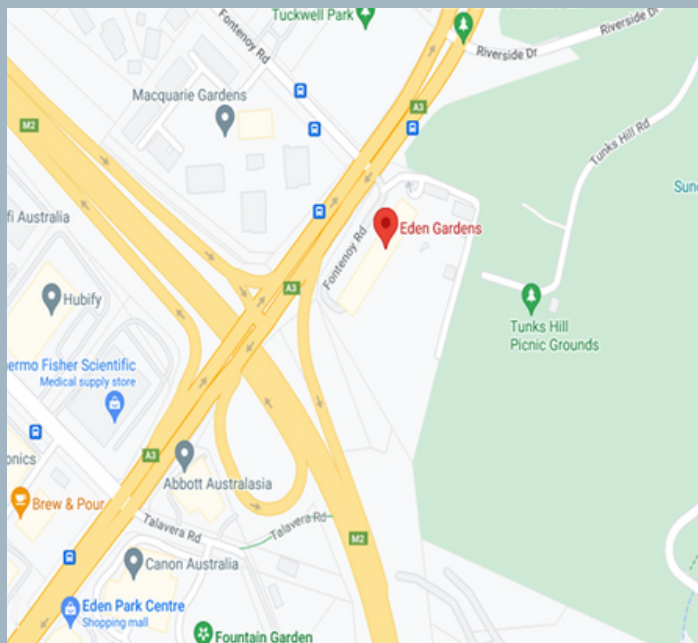 Tuckwell Park
Fontenoy Rd
Riverside Dr
Riverside Dr
Macquarie Gardens
A3
M2
Tunks Hill Rd
fi Australia
Eden Gardens
Fontenoy Rd
A3
Hubify
Tunks Hill
Picnic Grounds
ermo Fisher Scientific
Medical supply store
onics
A3
Abbott Australasia
Brew & Pour
Talavera Rd
Talavera Rd
M2
Canon Australia
Eden Park Centre
Shopping mall
Fountain Garden